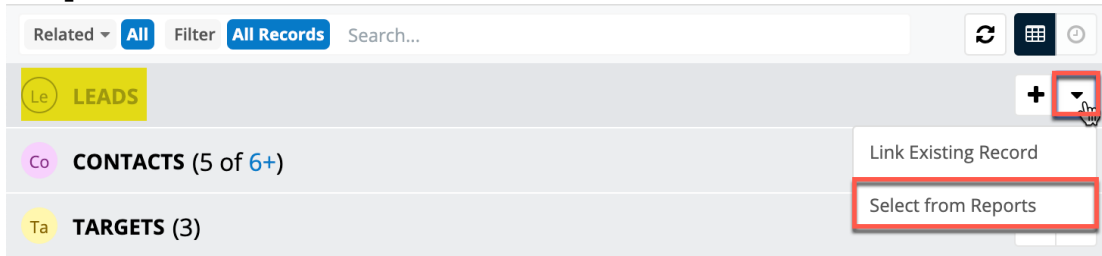 Related All Filter All Records Search...
Le LEADS
Link Existing Record
Co CONTACTS (5 of 6+)
Select from Reports
Ta TARGETS (3)